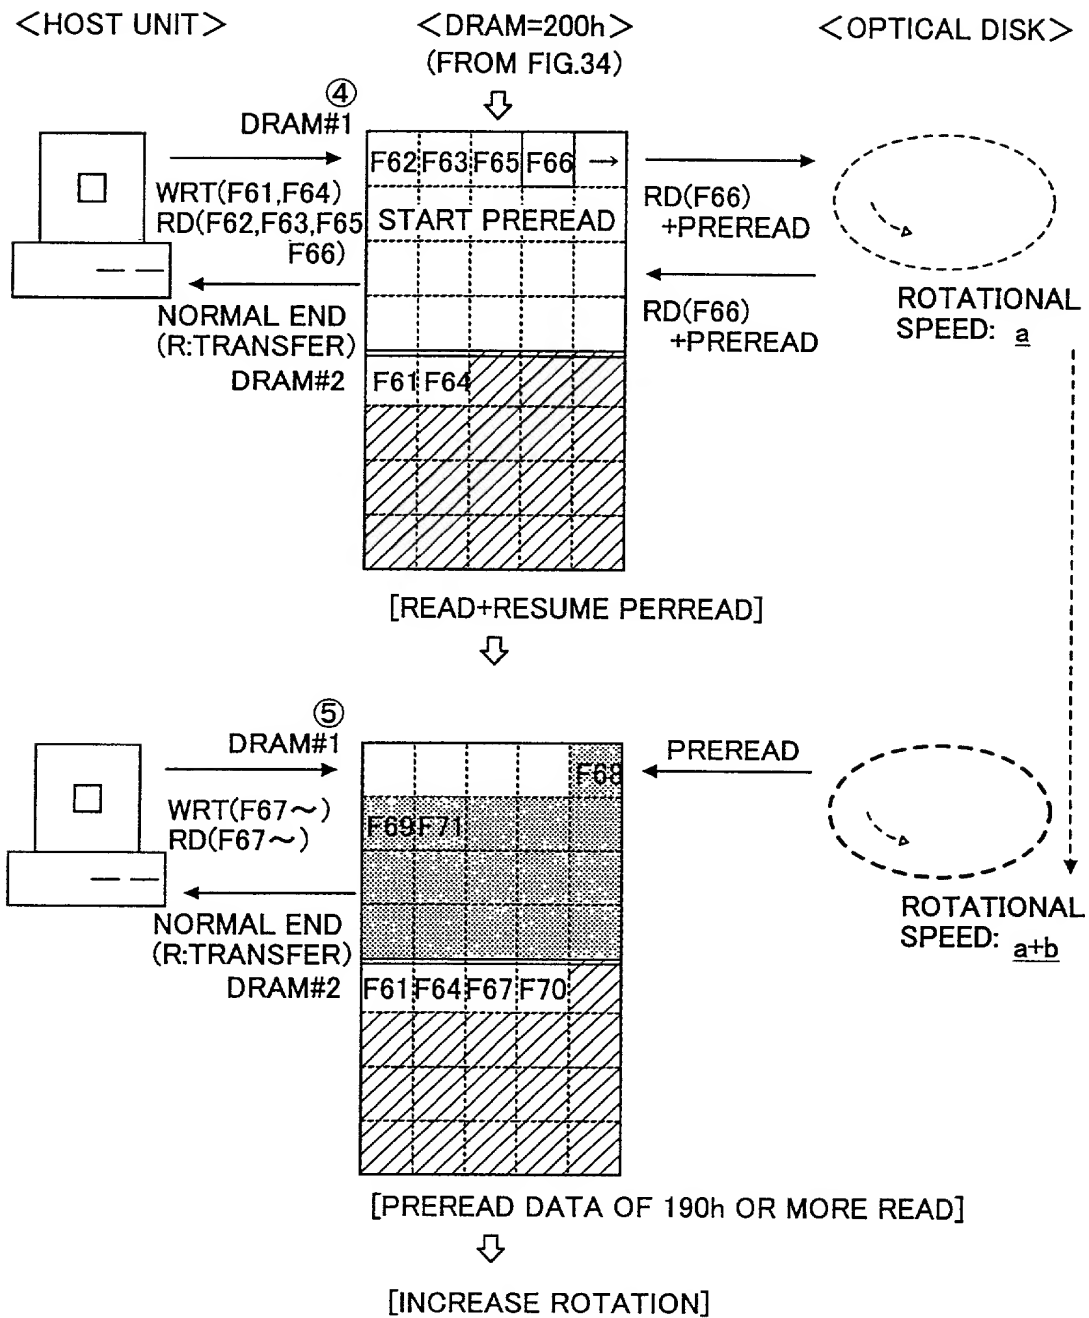 <HOST UNIT>
<DRAM=200h>
<OPTICAL DISK>
(FROM FIG.34)
④
DRAM#1
F62 F63 F65 F66 →
WRT(F61,F64)
RD(F62,F63,F65
F66)
START PREREAD
RD(F66)
+PREREAD
NORMAL END
(R:TRANSFER)
RD(F66)
+PREREAD
ROTATIONAL
SPEED: a
DRAM#2
F61 F64
[READ+RESUME PERREAD]
⑤
DRAM#1
PREREAD
F68
WRT(F67~)
RD(F67~)
F69 F71
NORMAL END
(R:TRANSFER)
ROTATIONAL
SPEED: a+b
DRAM#2
F61 F64 F67 F70
[PREREAD DATA OF 190h OR MORE READ]
[INCREASE ROTATION]